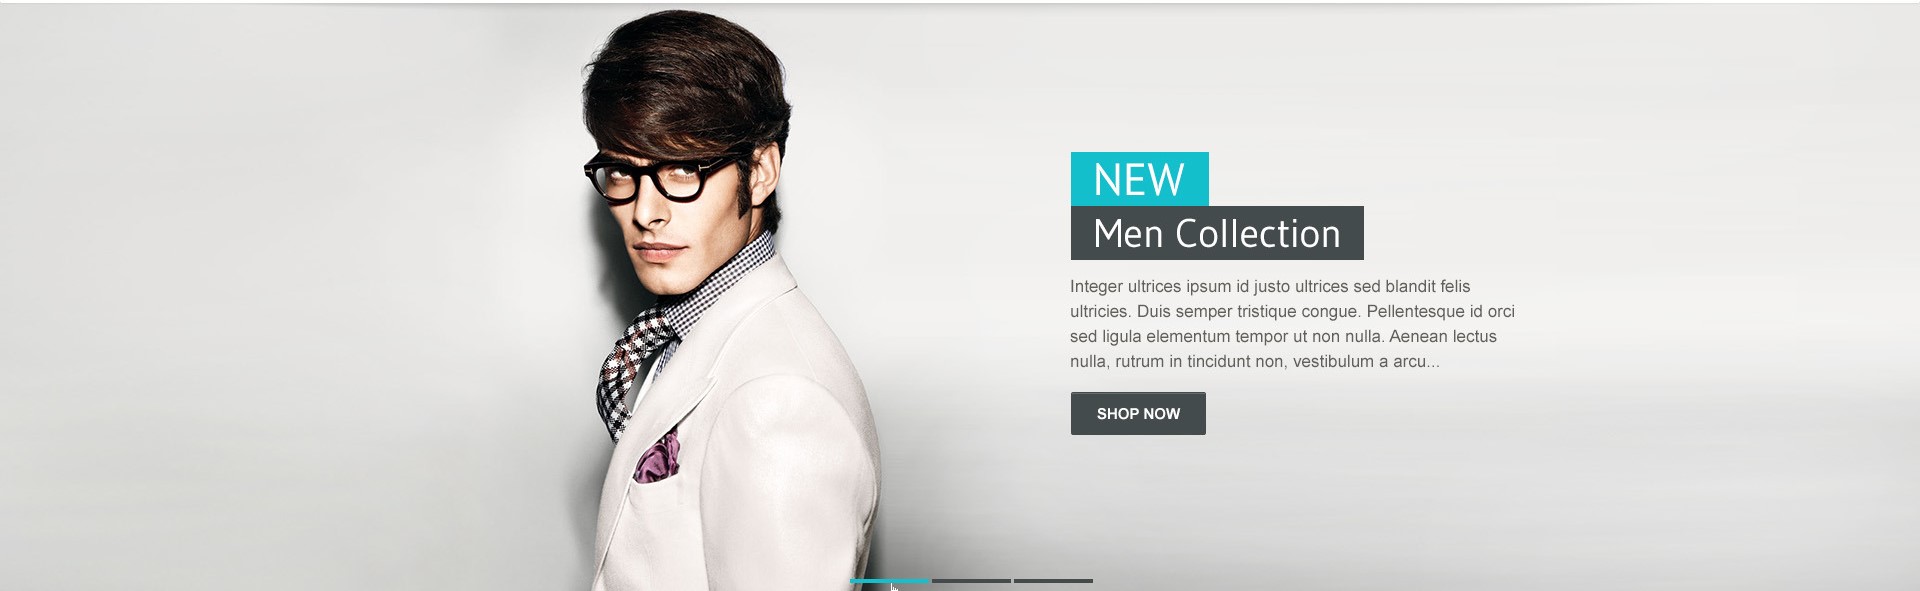 NEW
Men Collection
Integer ultrices ipsum id justo ultrices sed blandit felis
ultricies. Duis semper tristique congue. Pellentesque id orci
sed ligula elementum tempor ut non nulla. Aenean lectus
nulla, rutrum in tincidunt non, vestibulum a arcu...
SHOP NOW